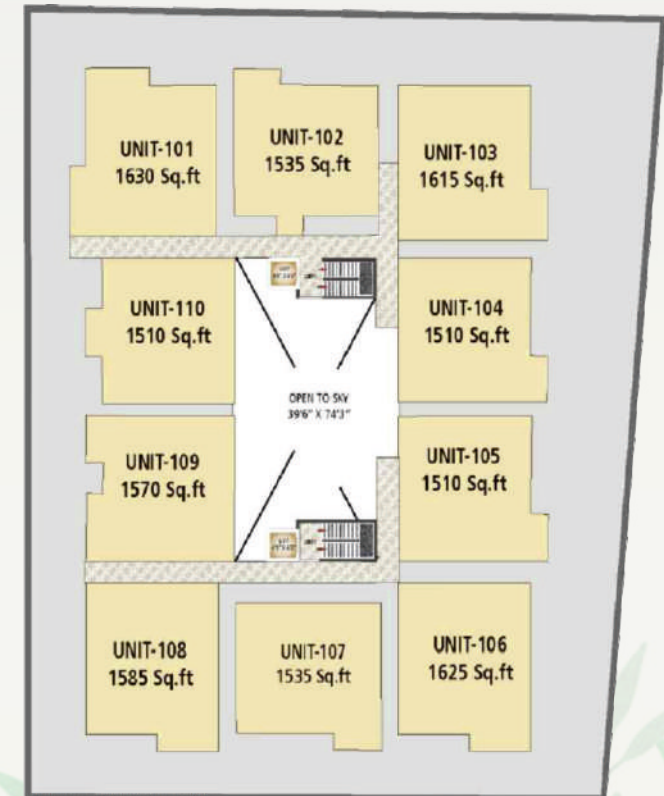 UNIT-101
1630 Sq.ft
UNIT-102
1535 Sq.ft
UNIT-103
1615 Sq.ft
UNIT-110
1510 Sq.ft
UNIT-104
1510 Sq.ft
OPEN TO SKY
39'6" X 74'3"
UNIT-109
1570 Sq.ft
UNIT-105
1510 Sq.ft
UNIT-108
1585 Sq.ft
UNIT-107
1535 Sq.ft
UNIT-106
1625 Sq.ft